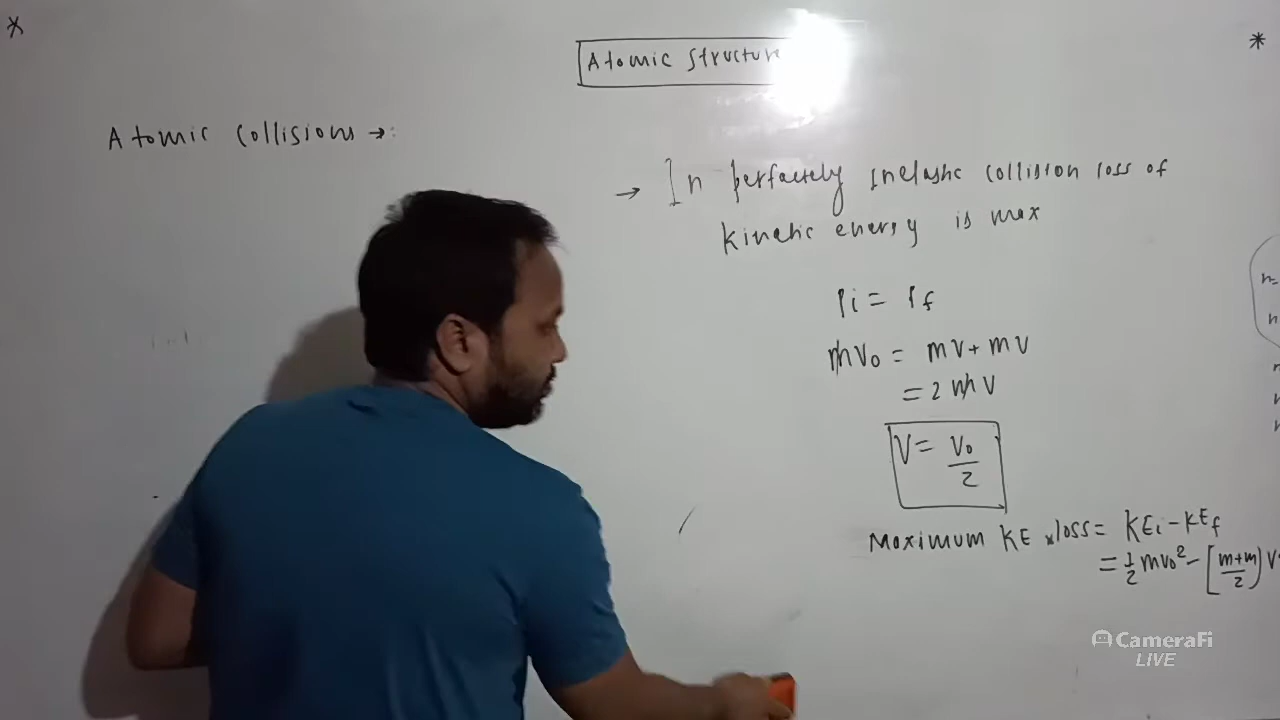 *
*
Atomic Structure
Atomic Collisions →:
→ In perfactely Inelastic collision loss of
kinetic energy is max
Pi = Pf
mv₀ = mv + mv
= 2mv
V = V₀/2
Maximum KE loss = KEi - KEf
= 1/2 mv₀² - [(m+m)/2] V
n=
n
n
CameraFi
LIVE